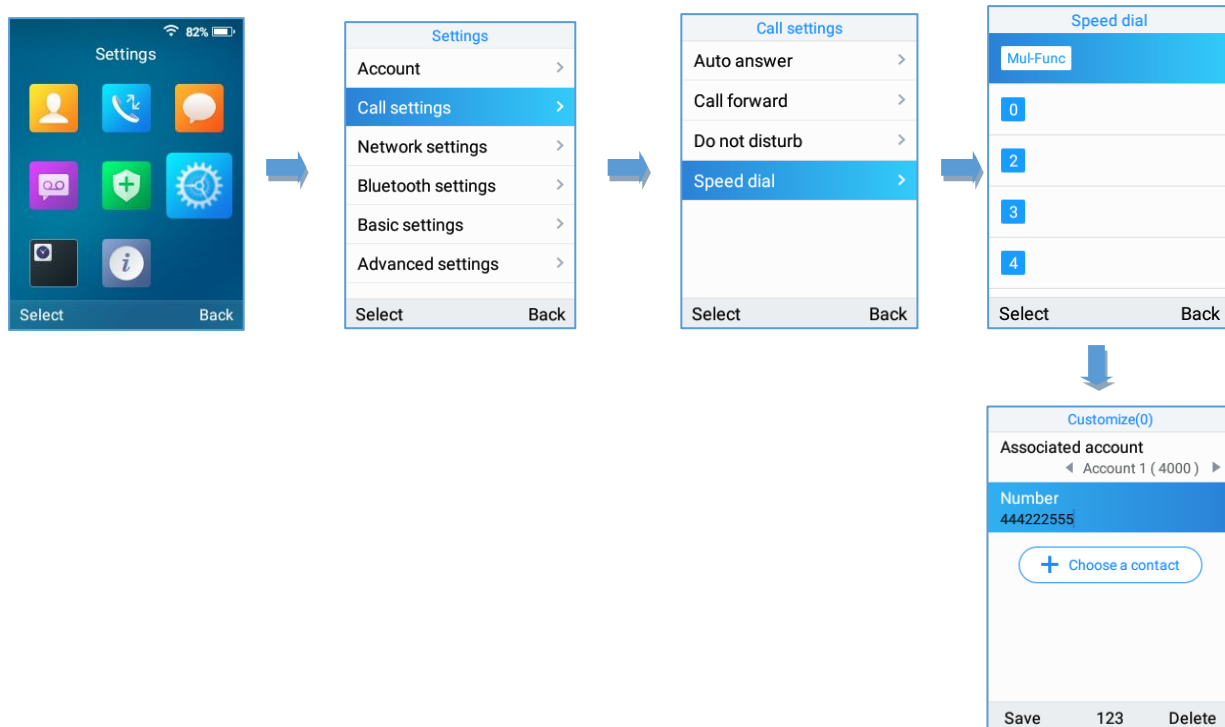 82%
Settings
Select Back
Settings
Account
Call settings
Network settings
Bluetooth settings
Basic settings
Advanced settings
Select Back
Call settings
Auto answer
Call forward
Do not disturb
Speed dial
Select Back
Speed dial
Mul-Func
0
2
3
4
Select Back
Customize(0)
Associated account
Account 1 ( 4000 )
Number
444222555
Choose a contact
Save 123 Delete